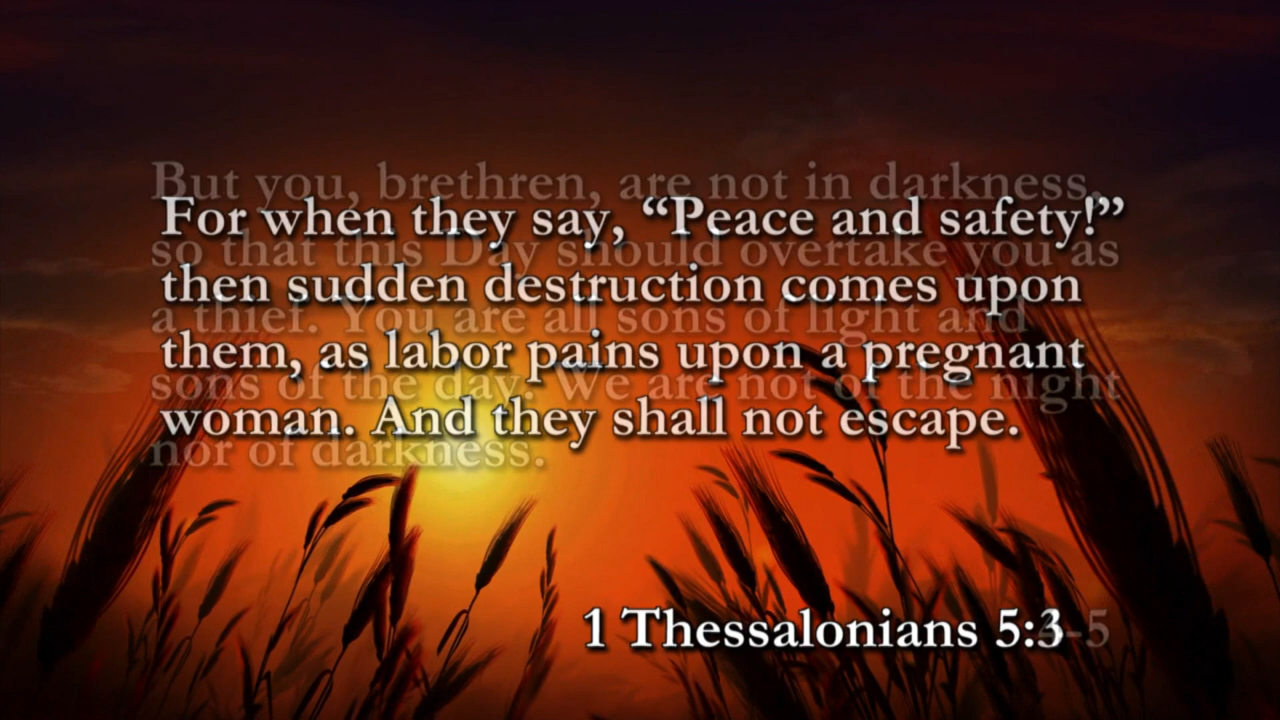 For when they say, “Peace and safety!”
then sudden destruction comes upon
them, as labor pains upon a pregnant
woman. And they shall not escape.
1 Thessalonians 5:3
But you, brethren, are not in darkness,
so that this Day should overtake you as
a thief. You are all sons of light and
sons of the day. We are not of the night
nor of darkness.
4-5